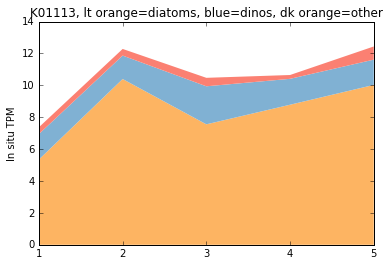 K01113, lt orange=diatoms, blue=dinos, dk orange=other
14
12
10
8
6
4
2
0
In situ TPM
1 2 3 4 5